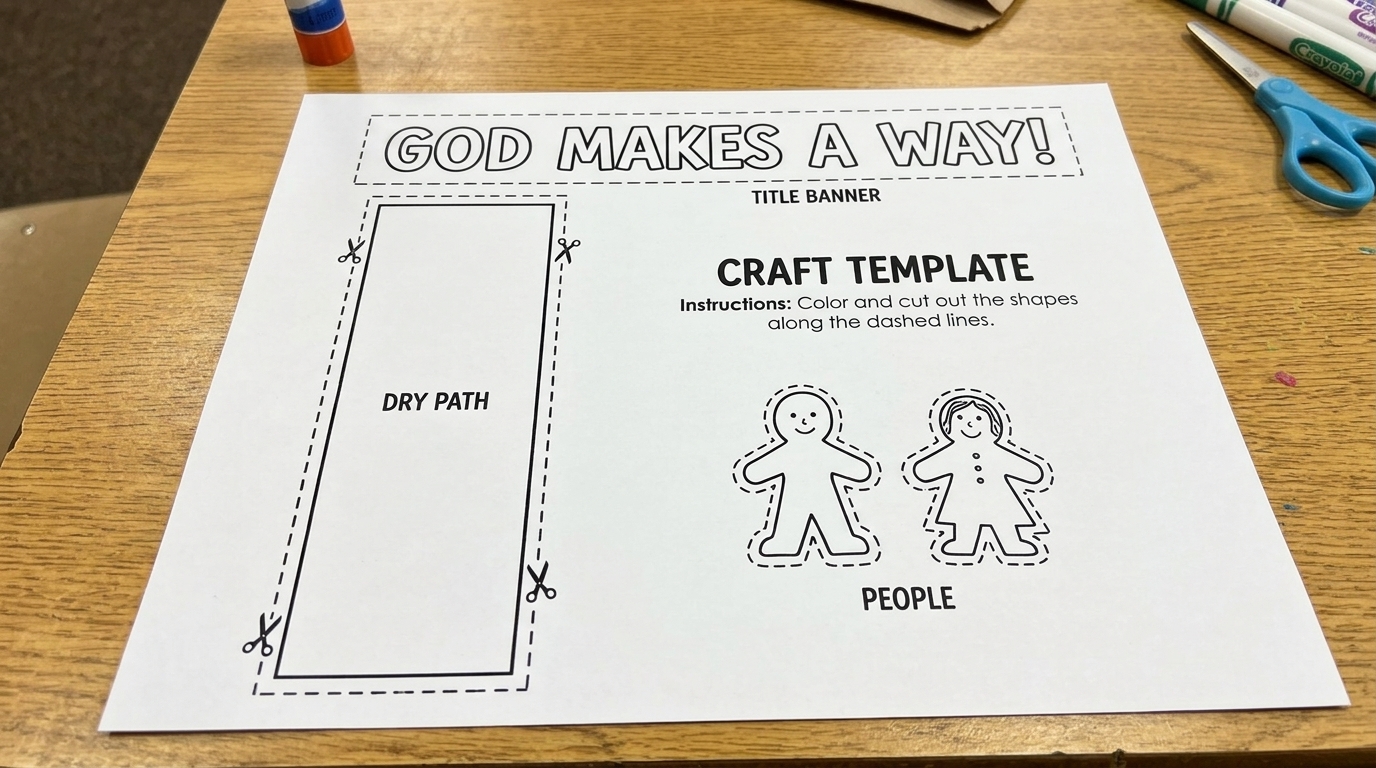 GOD MAKES A WAY!
TITLE BANNER
CRAFT TEMPLATE
Instructions: Color and cut out the shapes
along the dashed lines.
DRY PATH
PEOPLE
Crayola